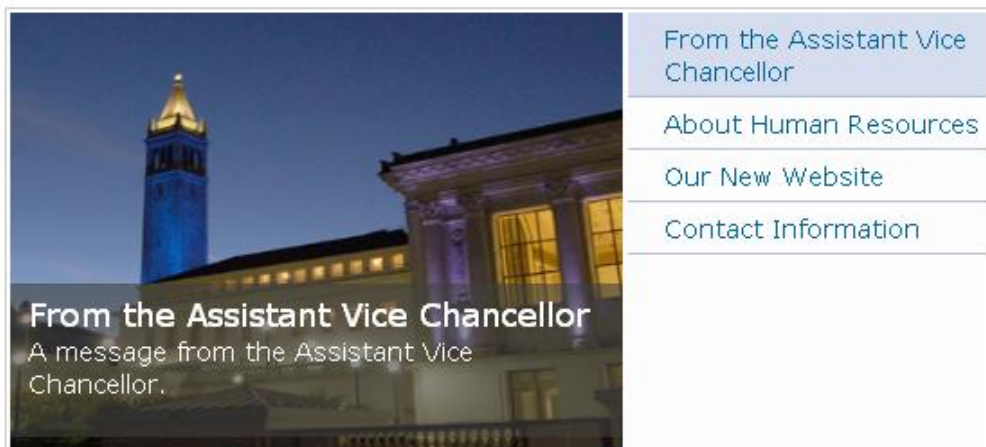 From the Assistant Vice
Chancellor
About Human Resources
Our New Website
Contact Information
From the Assistant Vice Chancellor
A message from the Assistant Vice
Chancellor.